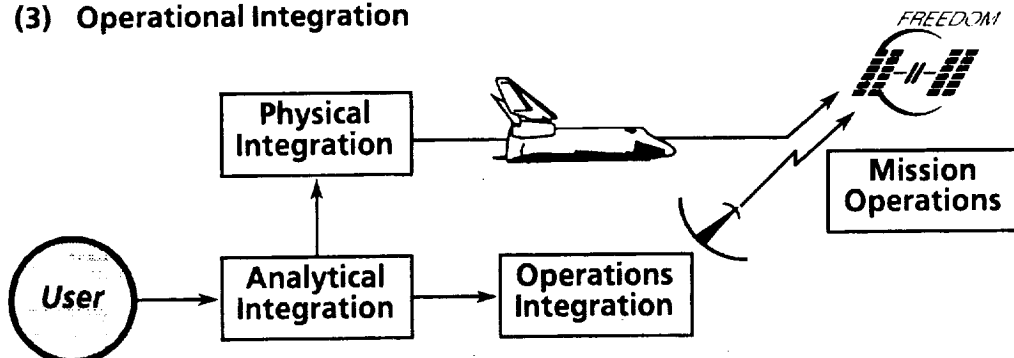 (3) Operational Integration
FREEDOM
Physical
Integration
Mission
Operations
User
Analytical
Integration
Operations
Integration